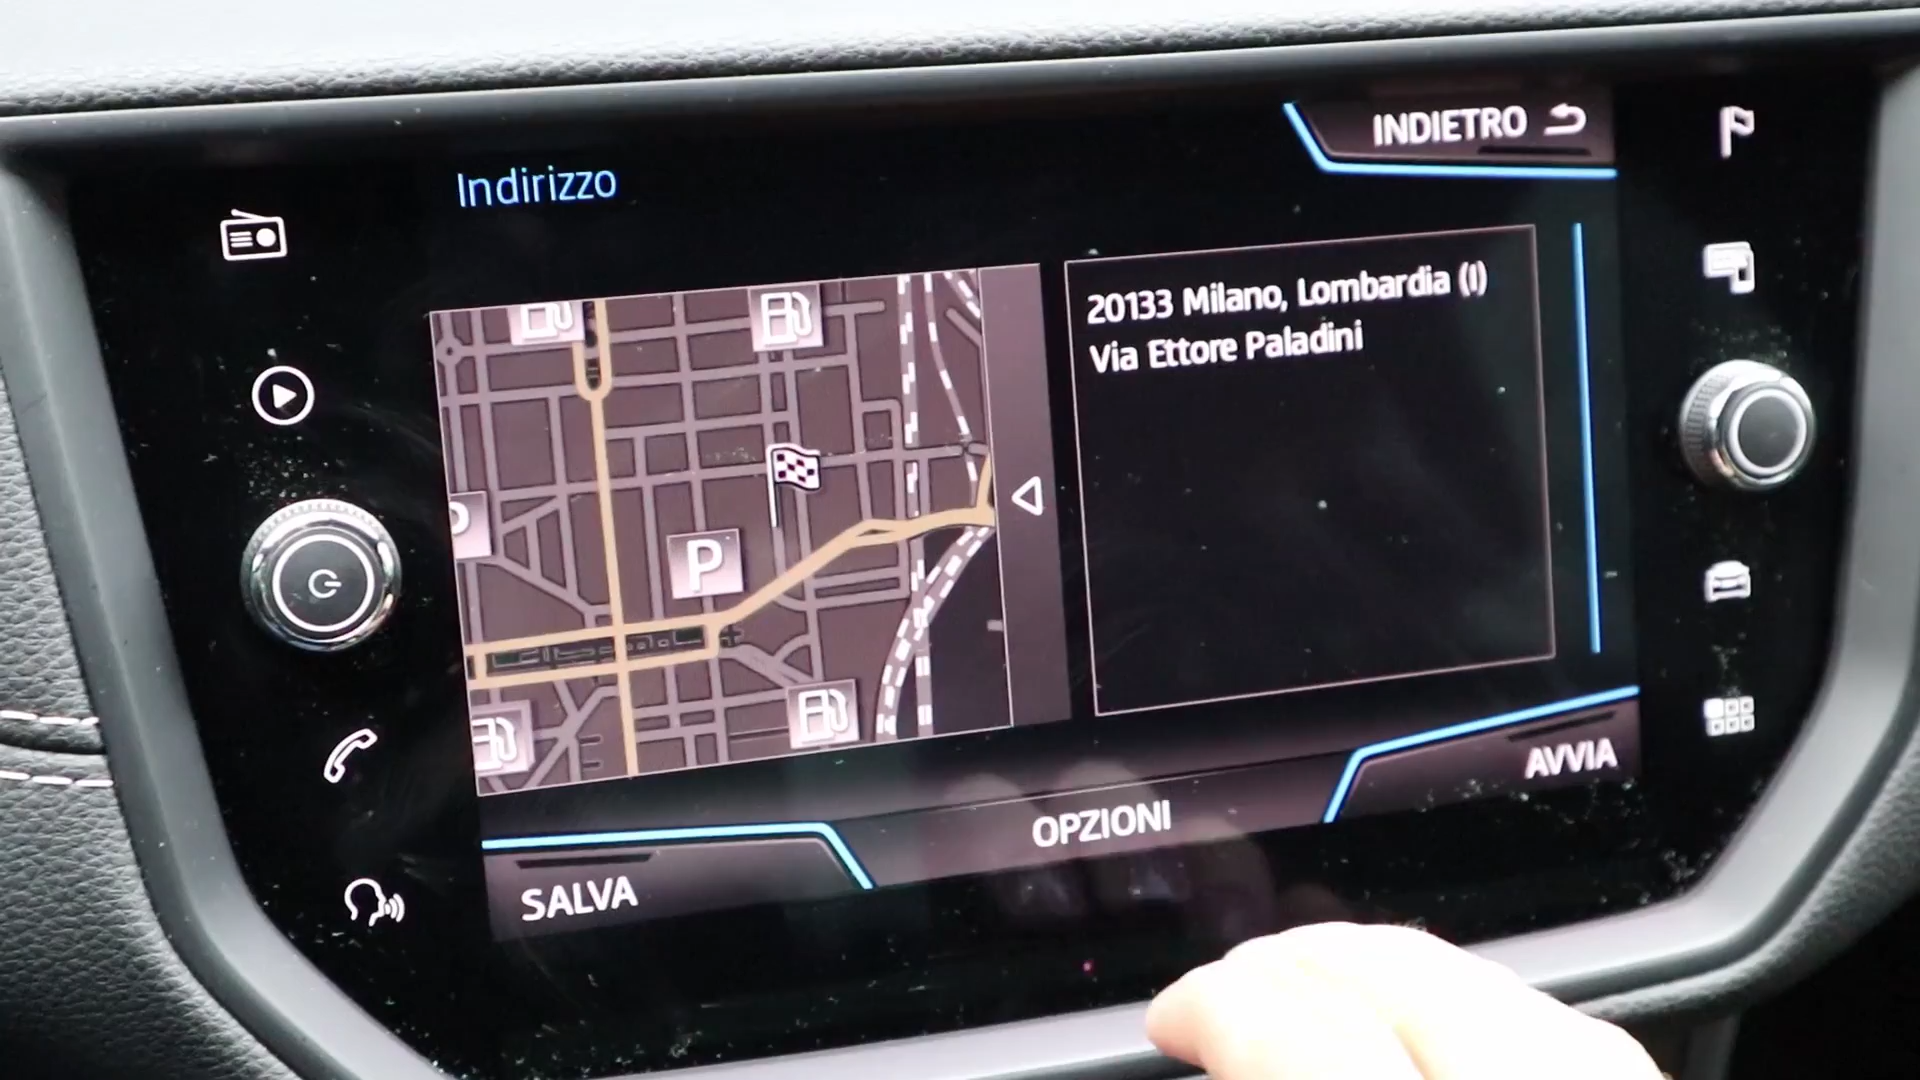 INDIETRO
Indirizzo
20133 Milano, Lombardia (I)
Via Ettore Paladini
P
P
OPZIONI
AVVIA
SALVA